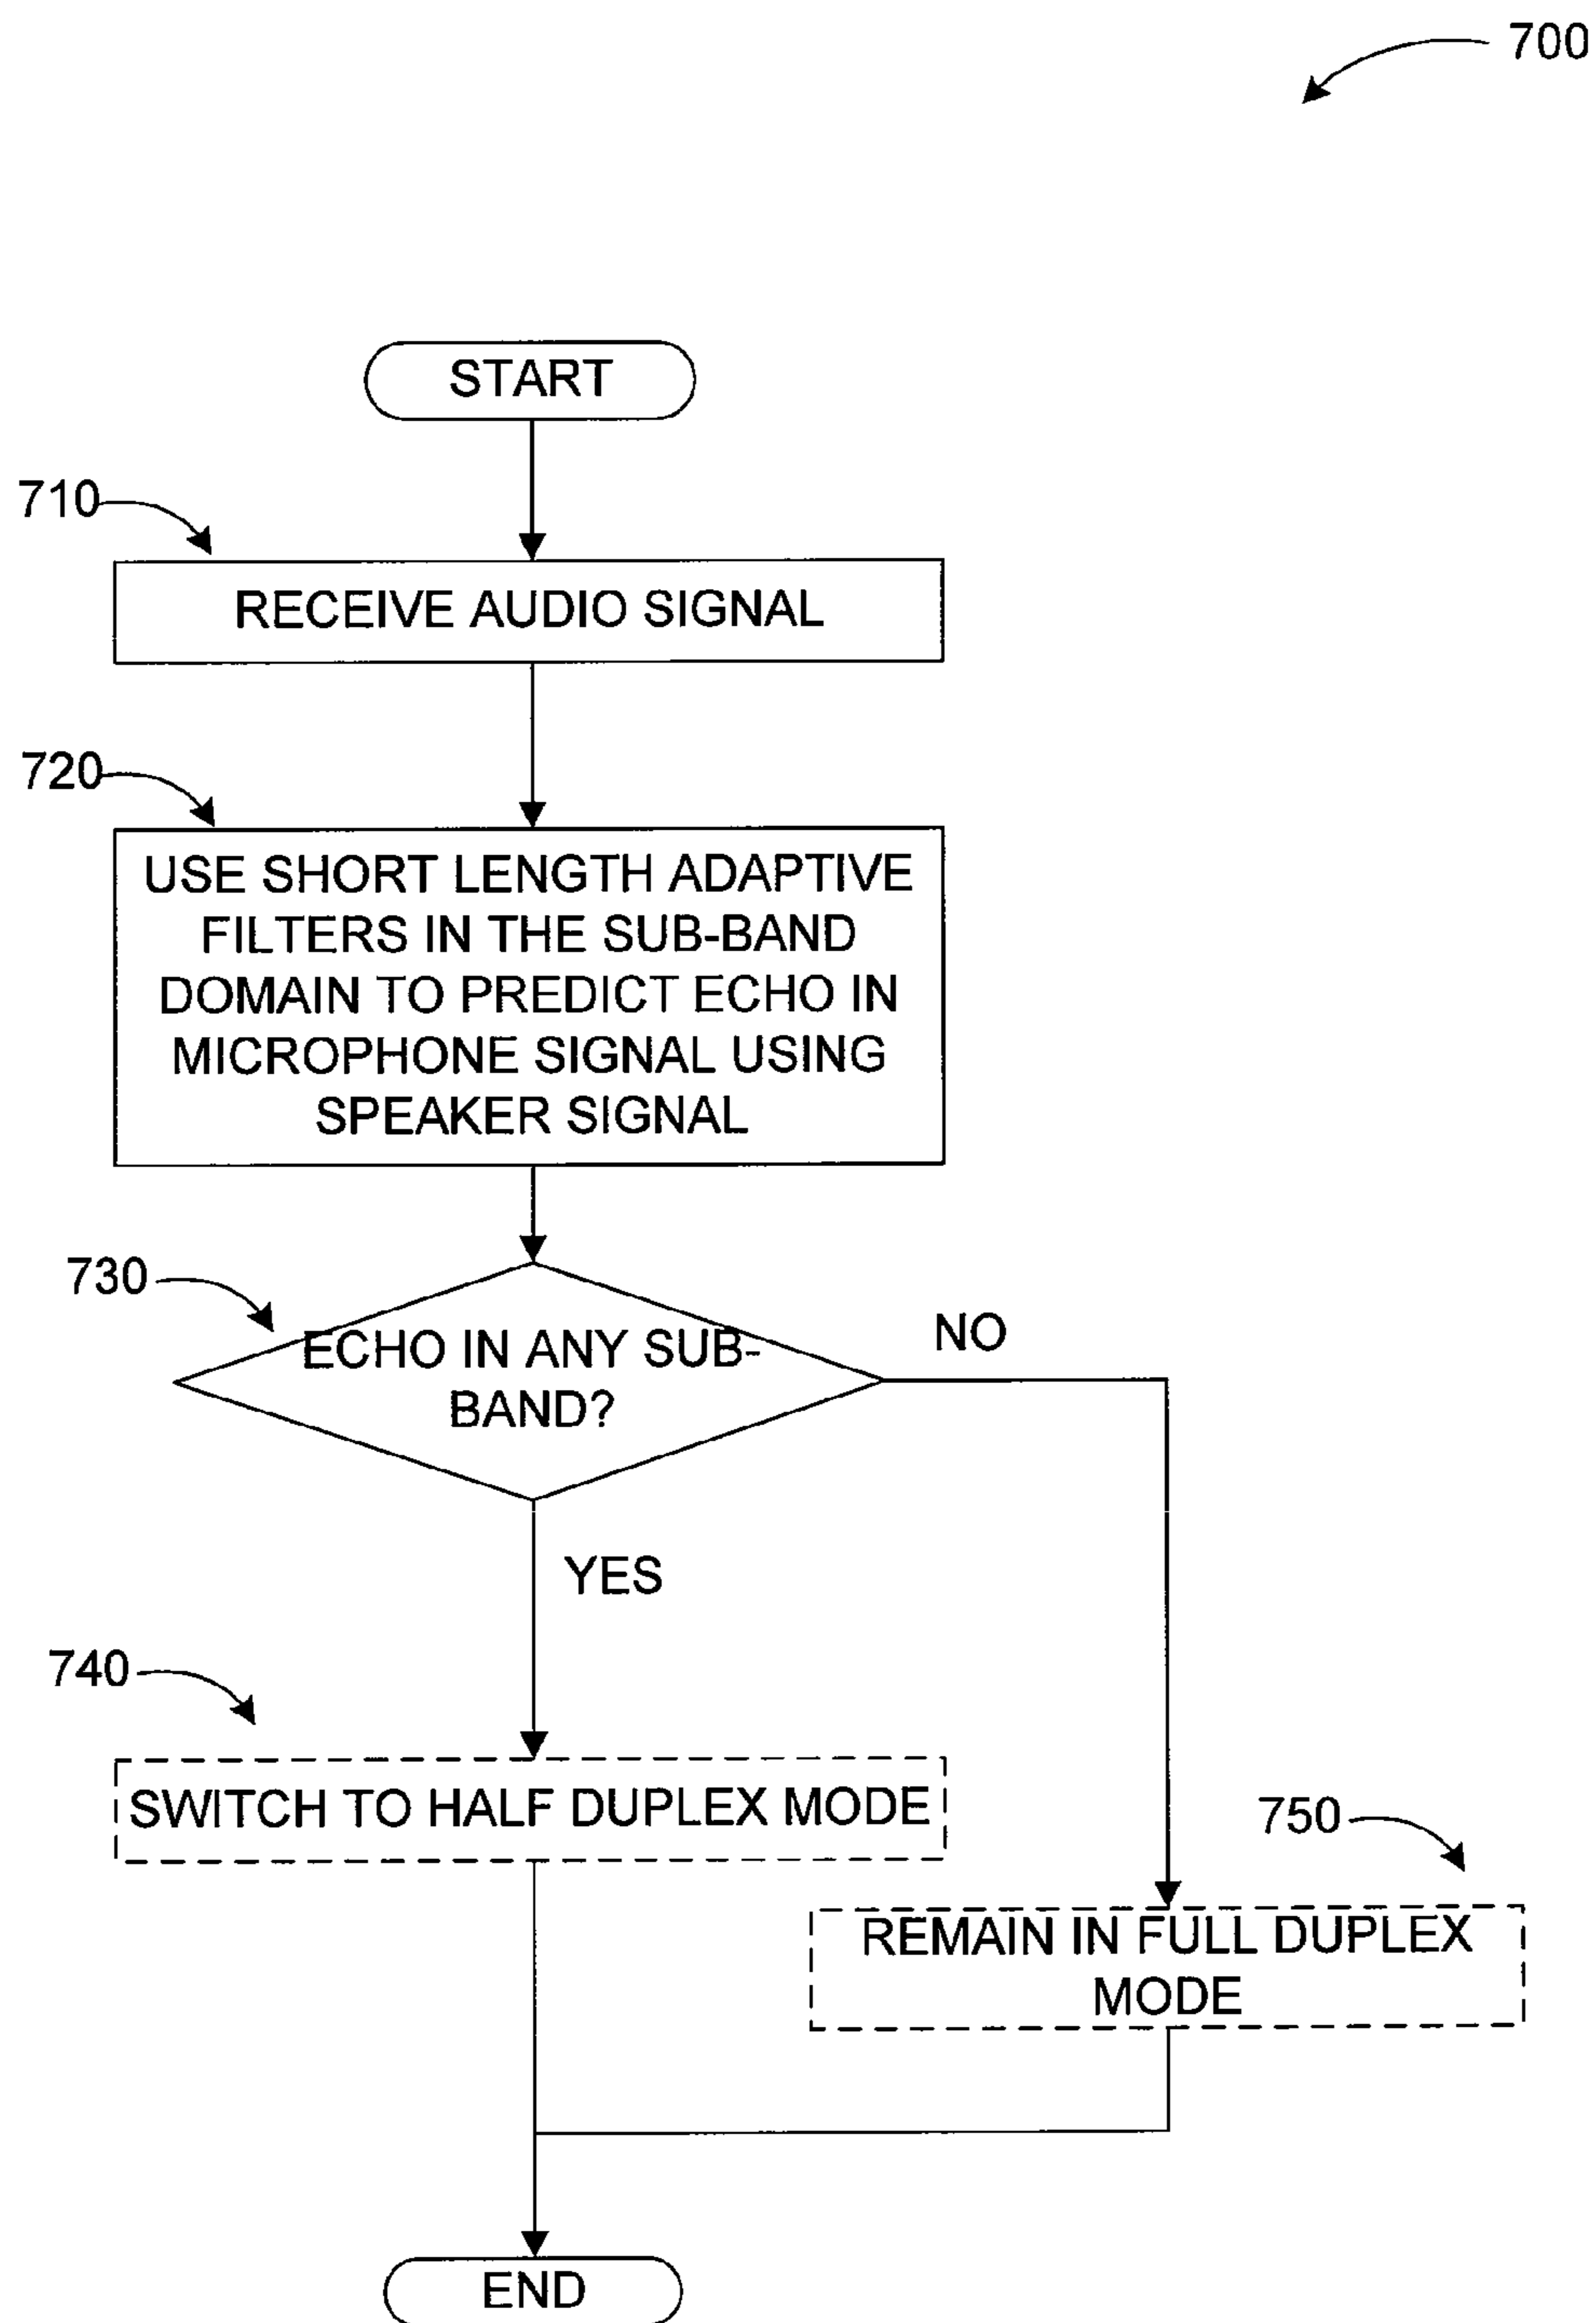 700
START
710
RECEIVE AUDIO SIGNAL
720
USE SHORT LENGTH ADAPTIVE
FILTERS IN THE SUB-BAND
DOMAIN TO PREDICT ECHO IN
MICROPHONE SIGNAL USING
SPEAKER SIGNAL
730
ECHO IN ANY SUB-
BAND?
NO
YES
740
SWITCH TO HALF DUPLEX MODE
750
REMAIN IN FULL DUPLEX
MODE
END